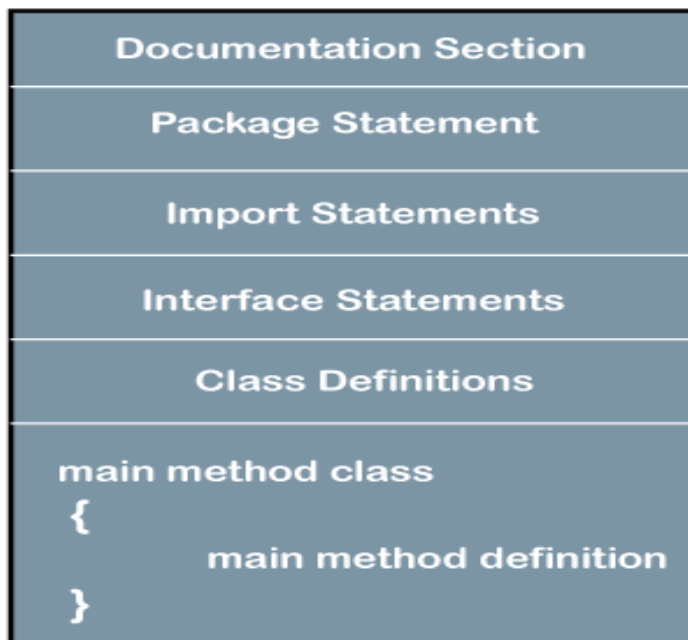 Documentation Section
Package Statement
Import Statements
Interface Statements
Class Definitions
main method class
{
main method definition
}